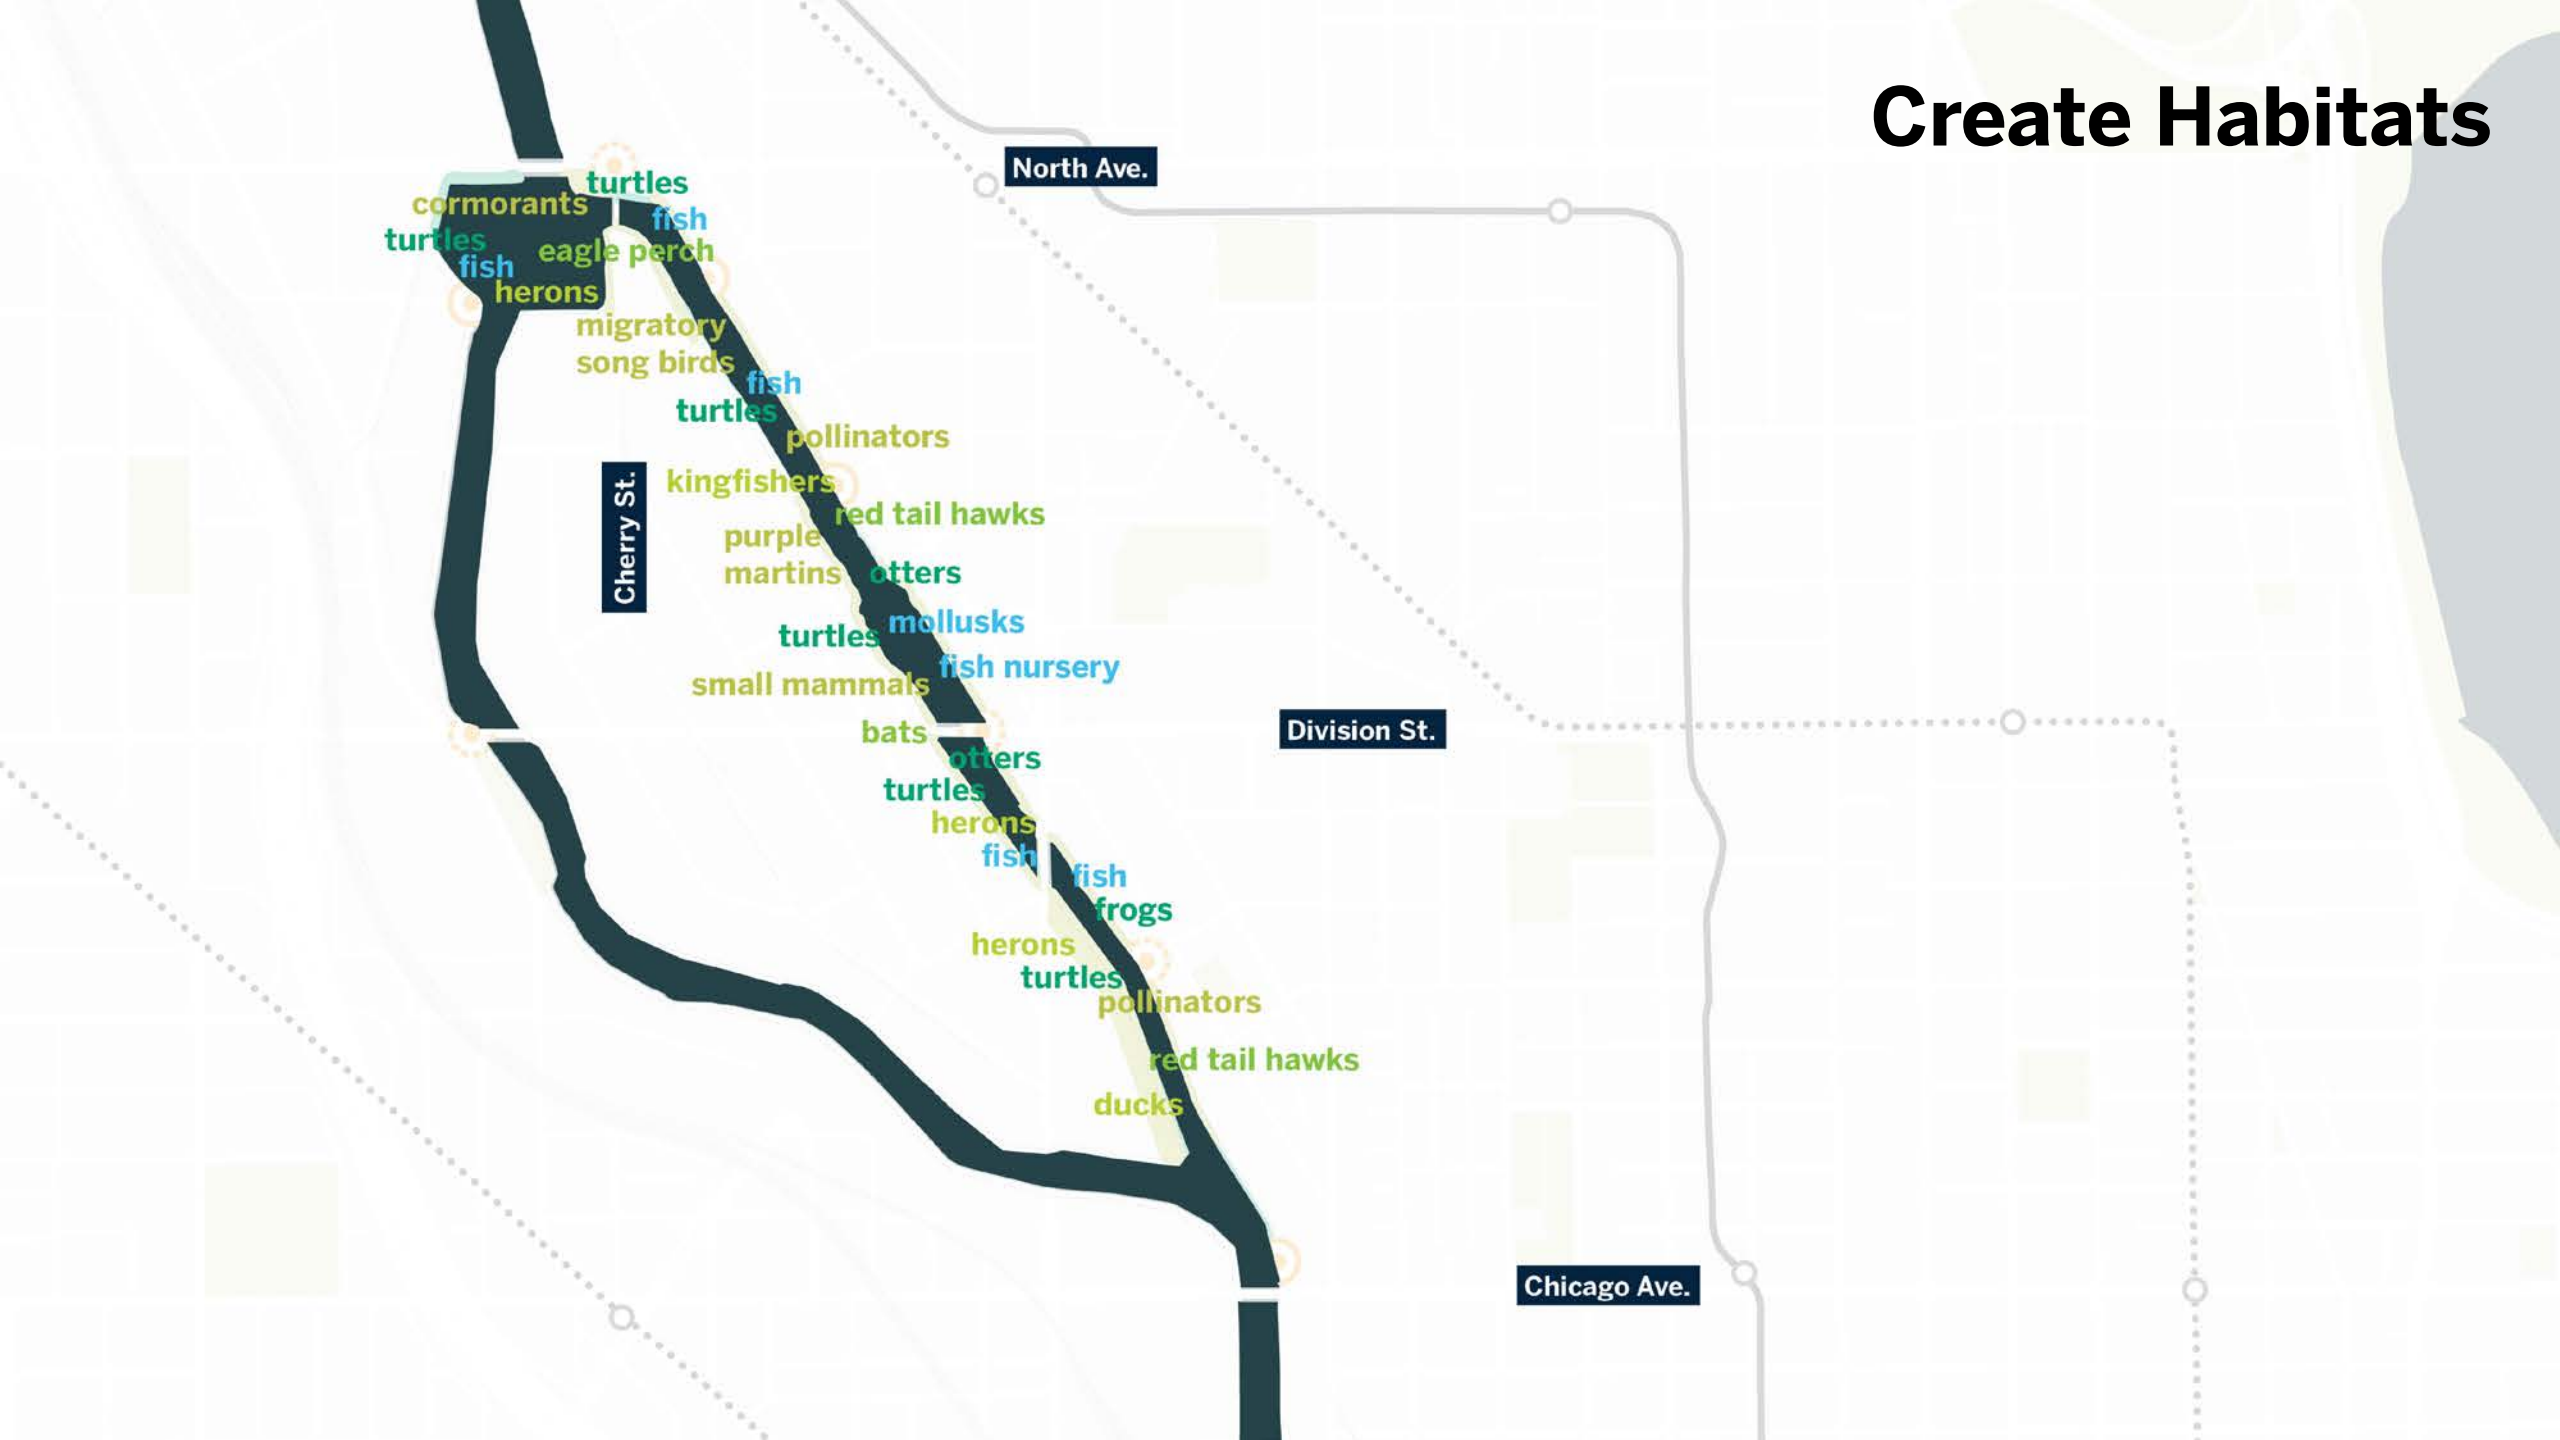 Create Habitats
North Ave.
turtles
cormorants
fish
turtles
eagle perch
fish
herons
migratory
song birds
fish
turtles
pollinators
kingfishers
red tail hawks
purple
martins
otters
Cherry St.
mollusks
turtles
fish nursery
small mammals
Division St.
bats
otters
turtles
herons
fish
fish
frogs
herons
turtles
pollinators
red tail hawks
ducks
Chicago Ave.